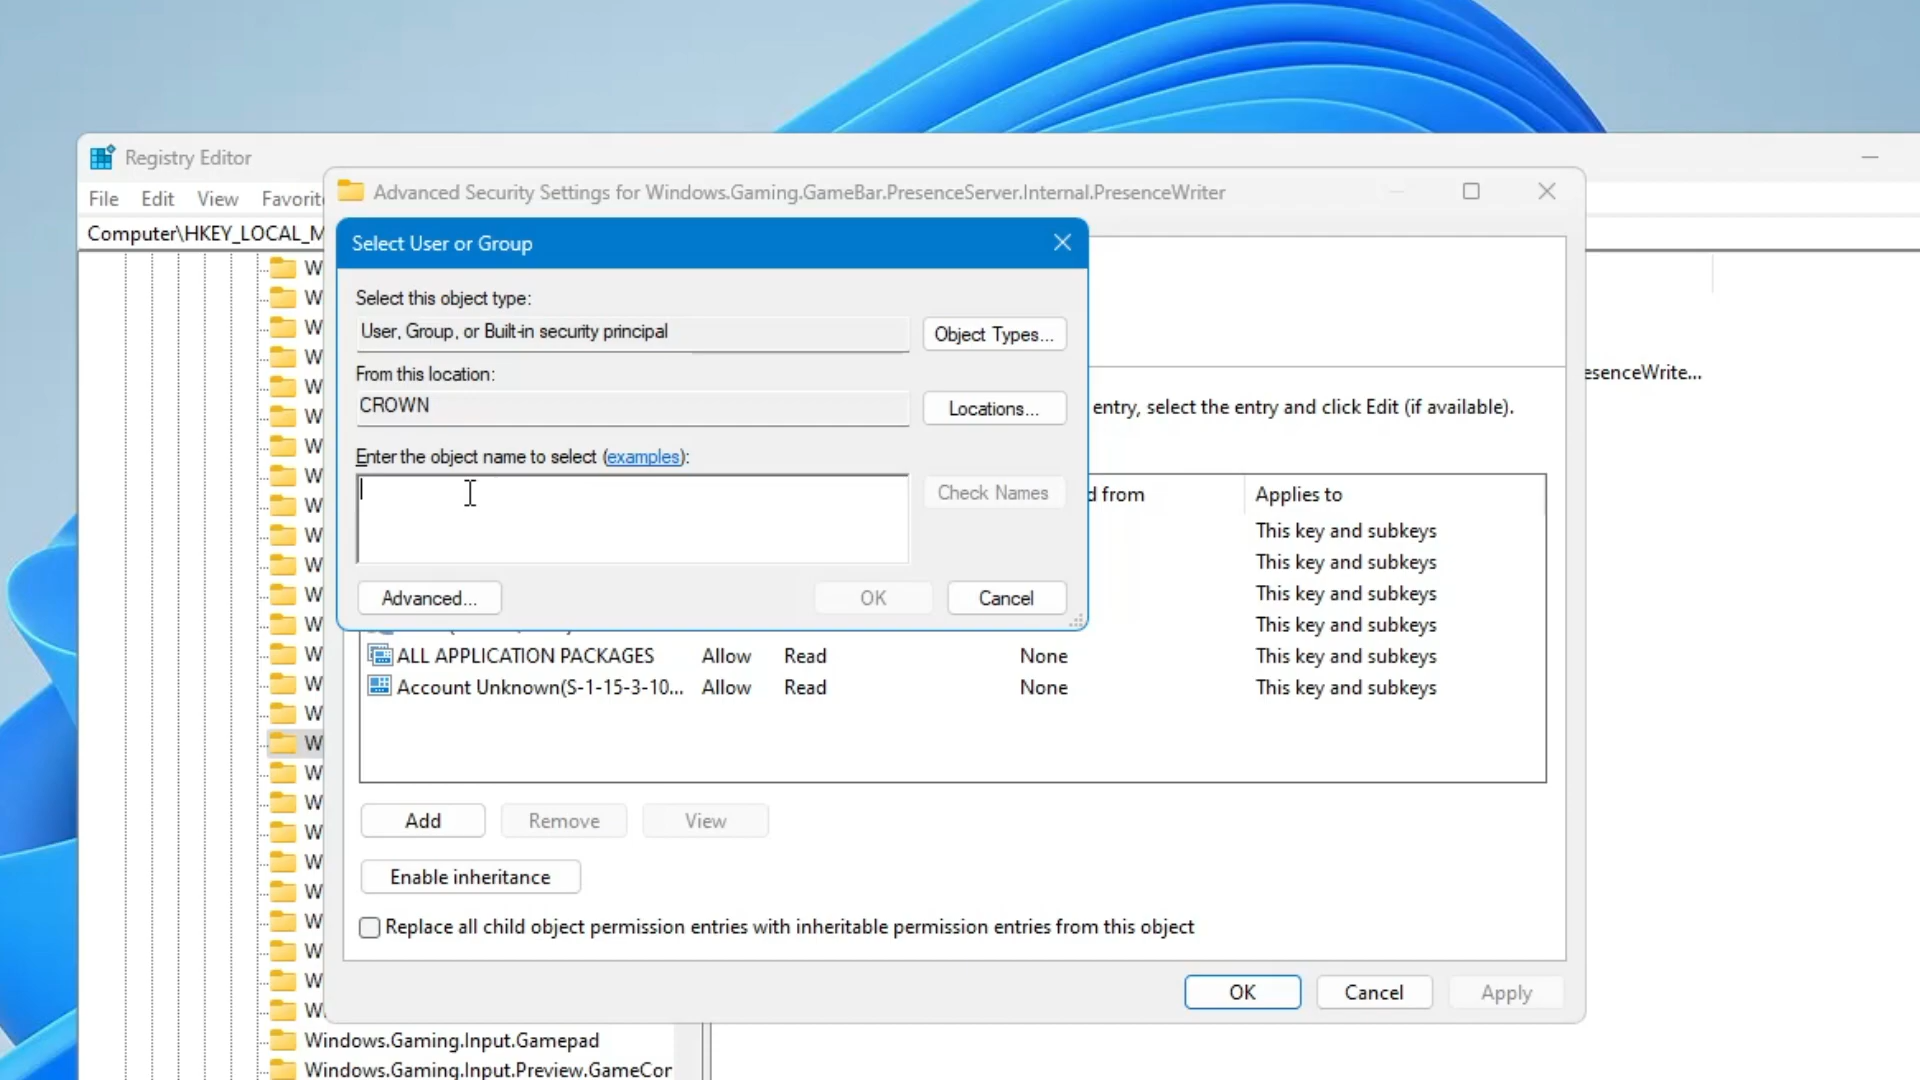 Registry Editor
File Edit View
Computer\HKEY_LOCAL_M
Advanced Security Settings for Windows.Gaming.GameBar.PresenceServer.Internal.PresenceWriter
Select User or Group
Select this object type:
User, Group, or Built-in security principal
Object Types...
From this location:
CROWN
Locations...
Enter the object name to select (examples):
Check Names
Advanced...
OK
Cancel
esenceWrite...
entry, select the entry and click Edit (if available).
d from
Applies to
This key and subkeys
This key and subkeys
This key and subkeys
This key and subkeys
ALL APPLICATION PACKAGES Allow Read None This key and subkeys
Account Unknown(S-1-15-3-10... Allow Read None This key and subkeys
Add
Remove
View
Enable inheritance
Replace all child object permission entries with inheritable permission entries from this object
OK
Cancel
Apply
Windows.Gaming.Input.Gamepad
Windows.Gaming.Input.Preview.GameCor